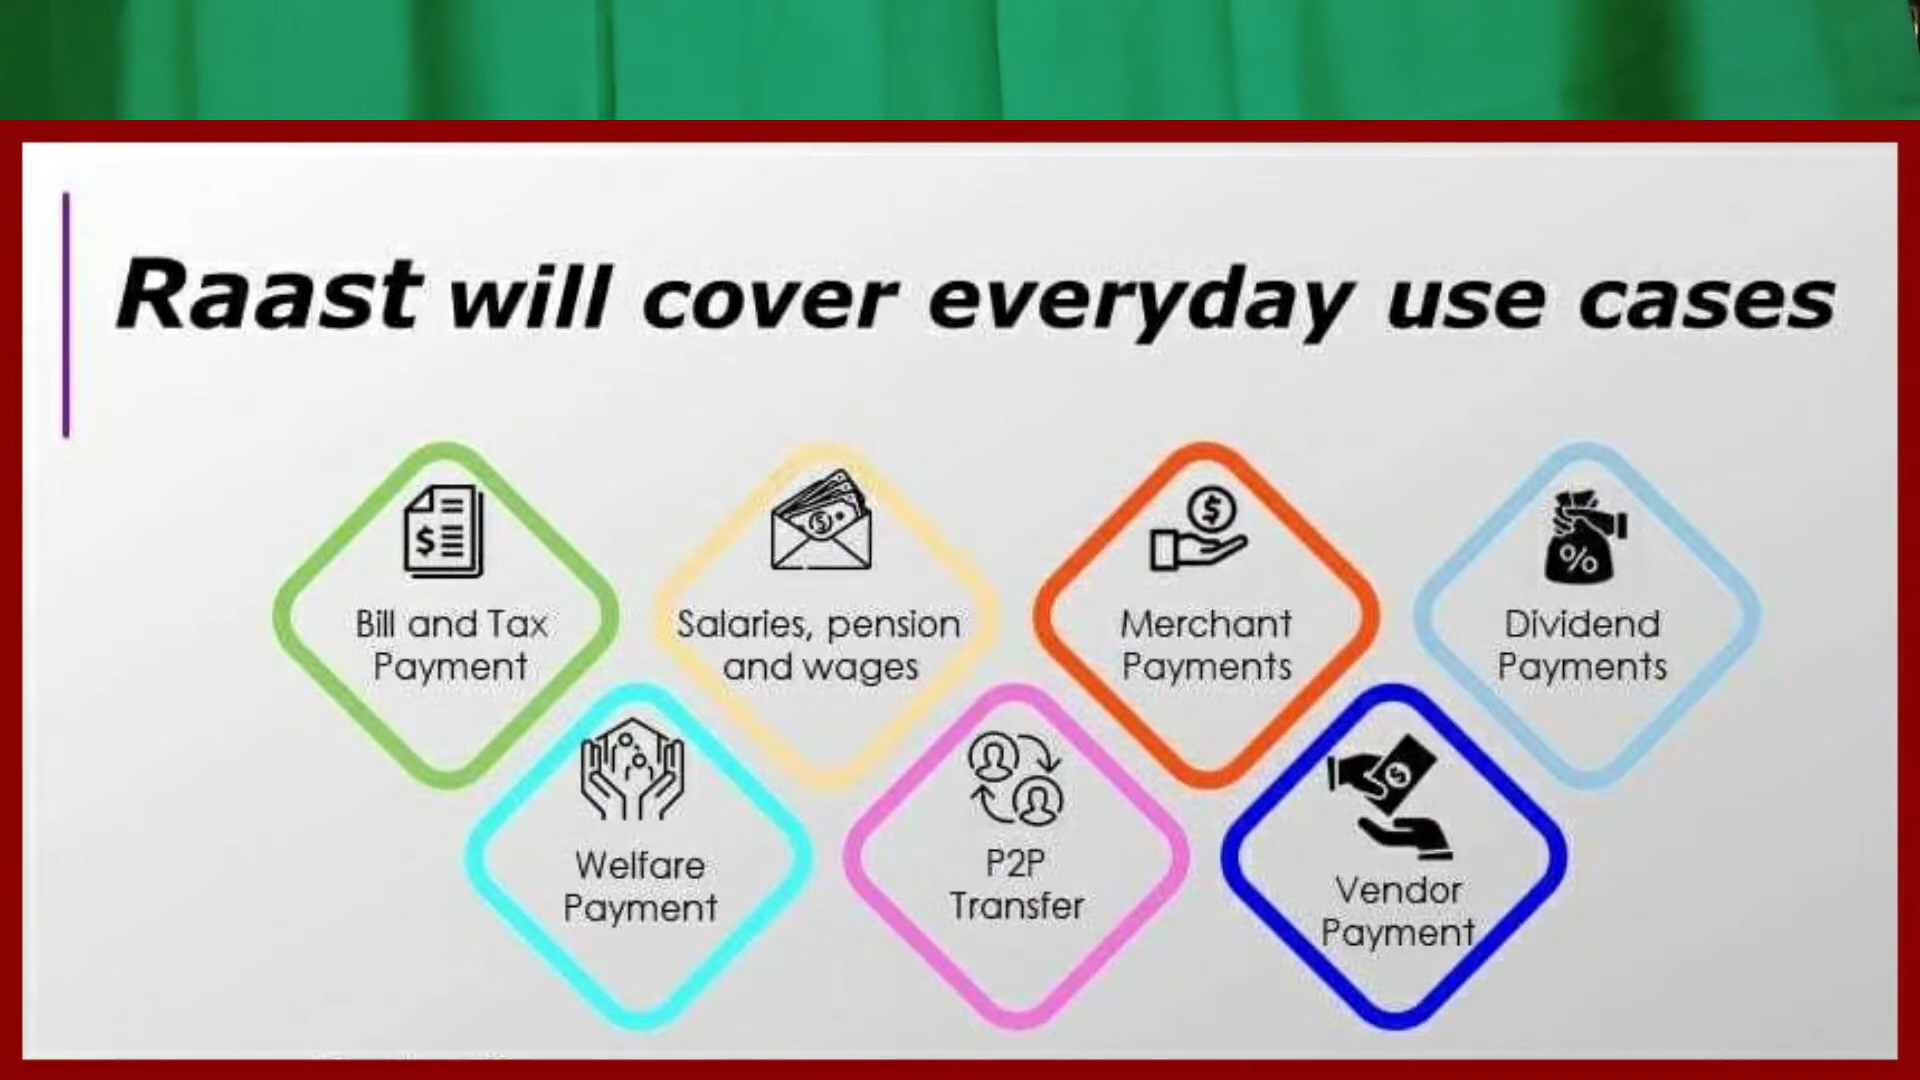 Raast will cover everyday use cases
Bill and Tax
Payment
Salaries, pension
and wages
Merchant
Payments
Dividend
Payments
Welfare
Payment
P2P
Transfer
Vendor
Payment